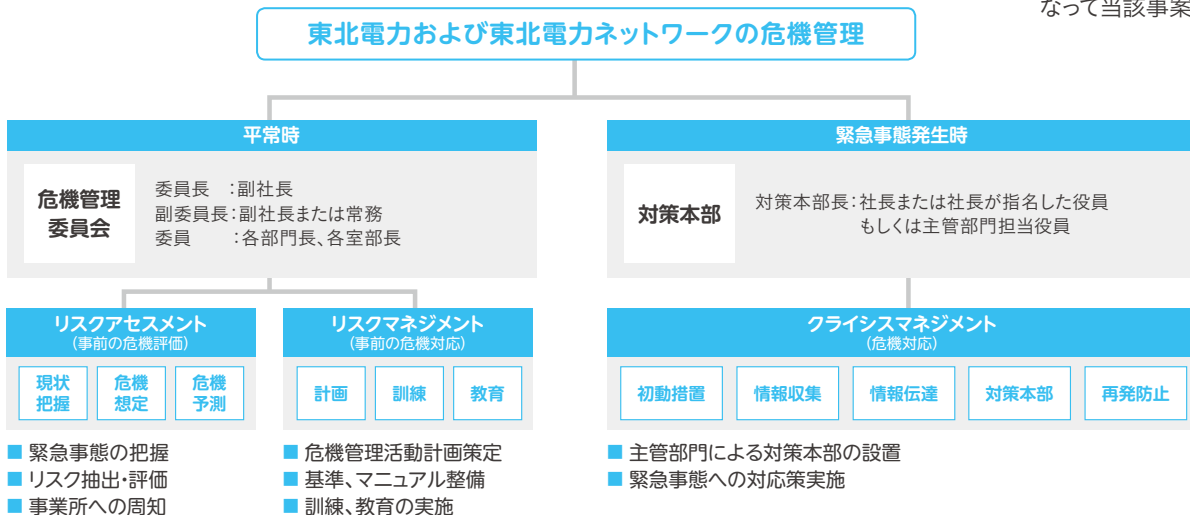 なって当該事案
東北電力および東北電力ネットワークの危機管理
平常時
危機管理
委員会
委員長　：副社長
副委員長：副社長または常務
委員　　：各部門長、各室部長
緊急事態発生時
対策本部
対策本部長：社長または社長が指名した役員
もしくは主管部門担当役員
リスクアセスメント
（事前の危機評価）
現状
把握
危機
想定
危機
予測
■ 緊急事態の把握
■ リスク抽出・評価
■ 事業所への周知
リスクマネジメント
（事前の危機対応）
計画
訓練
教育
■ 危機管理活動計画策定
■ 基準、マニュアル整備
■ 訓練、教育の実施
クライシスマネジメント
（危機対応）
初動措置
情報収集
情報伝達
対策本部
再発防止
■ 主管部門による対策本部の設置
■ 緊急事態への対応策実施